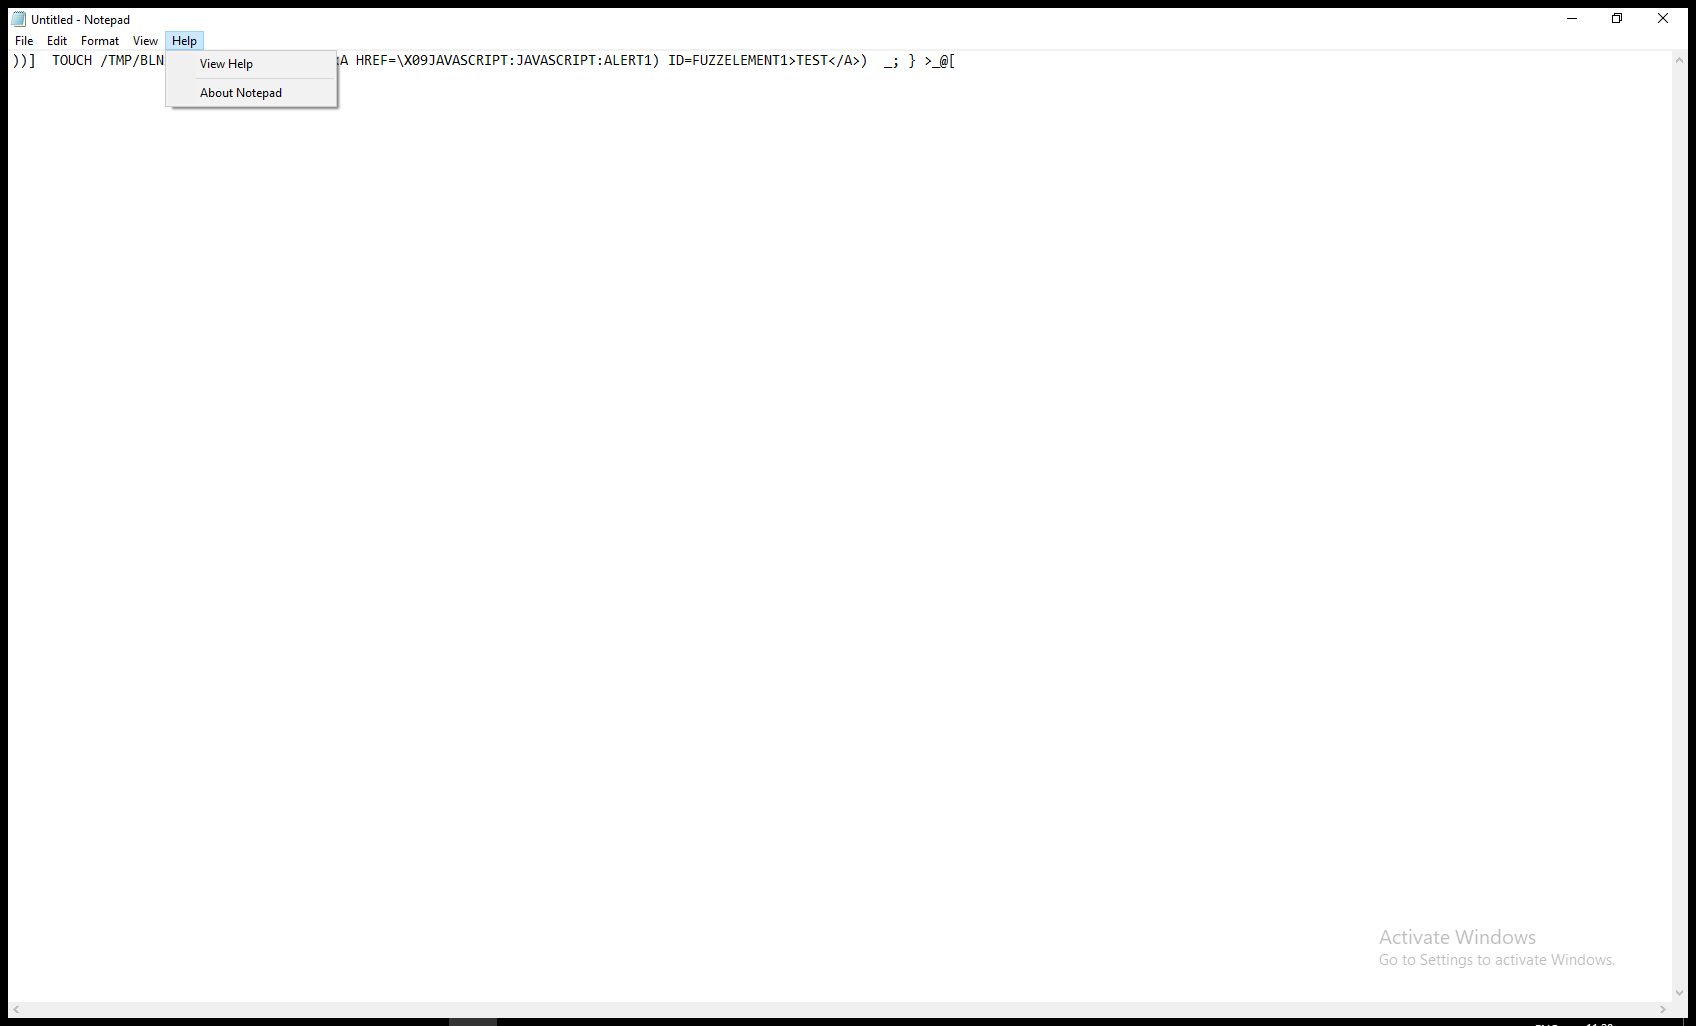 Untitled - Notepad
File Edit Format View Help
))] TOUCH /TMP/BLN HREF=\X09JAVASCRIPT:JAVASCRIPT:ALERT1) ID=FUZZELEMENT1>TEST</A>) _; } >_@[
View Help
About Notepad
Activate Windows
Go to Settings to activate Windows.